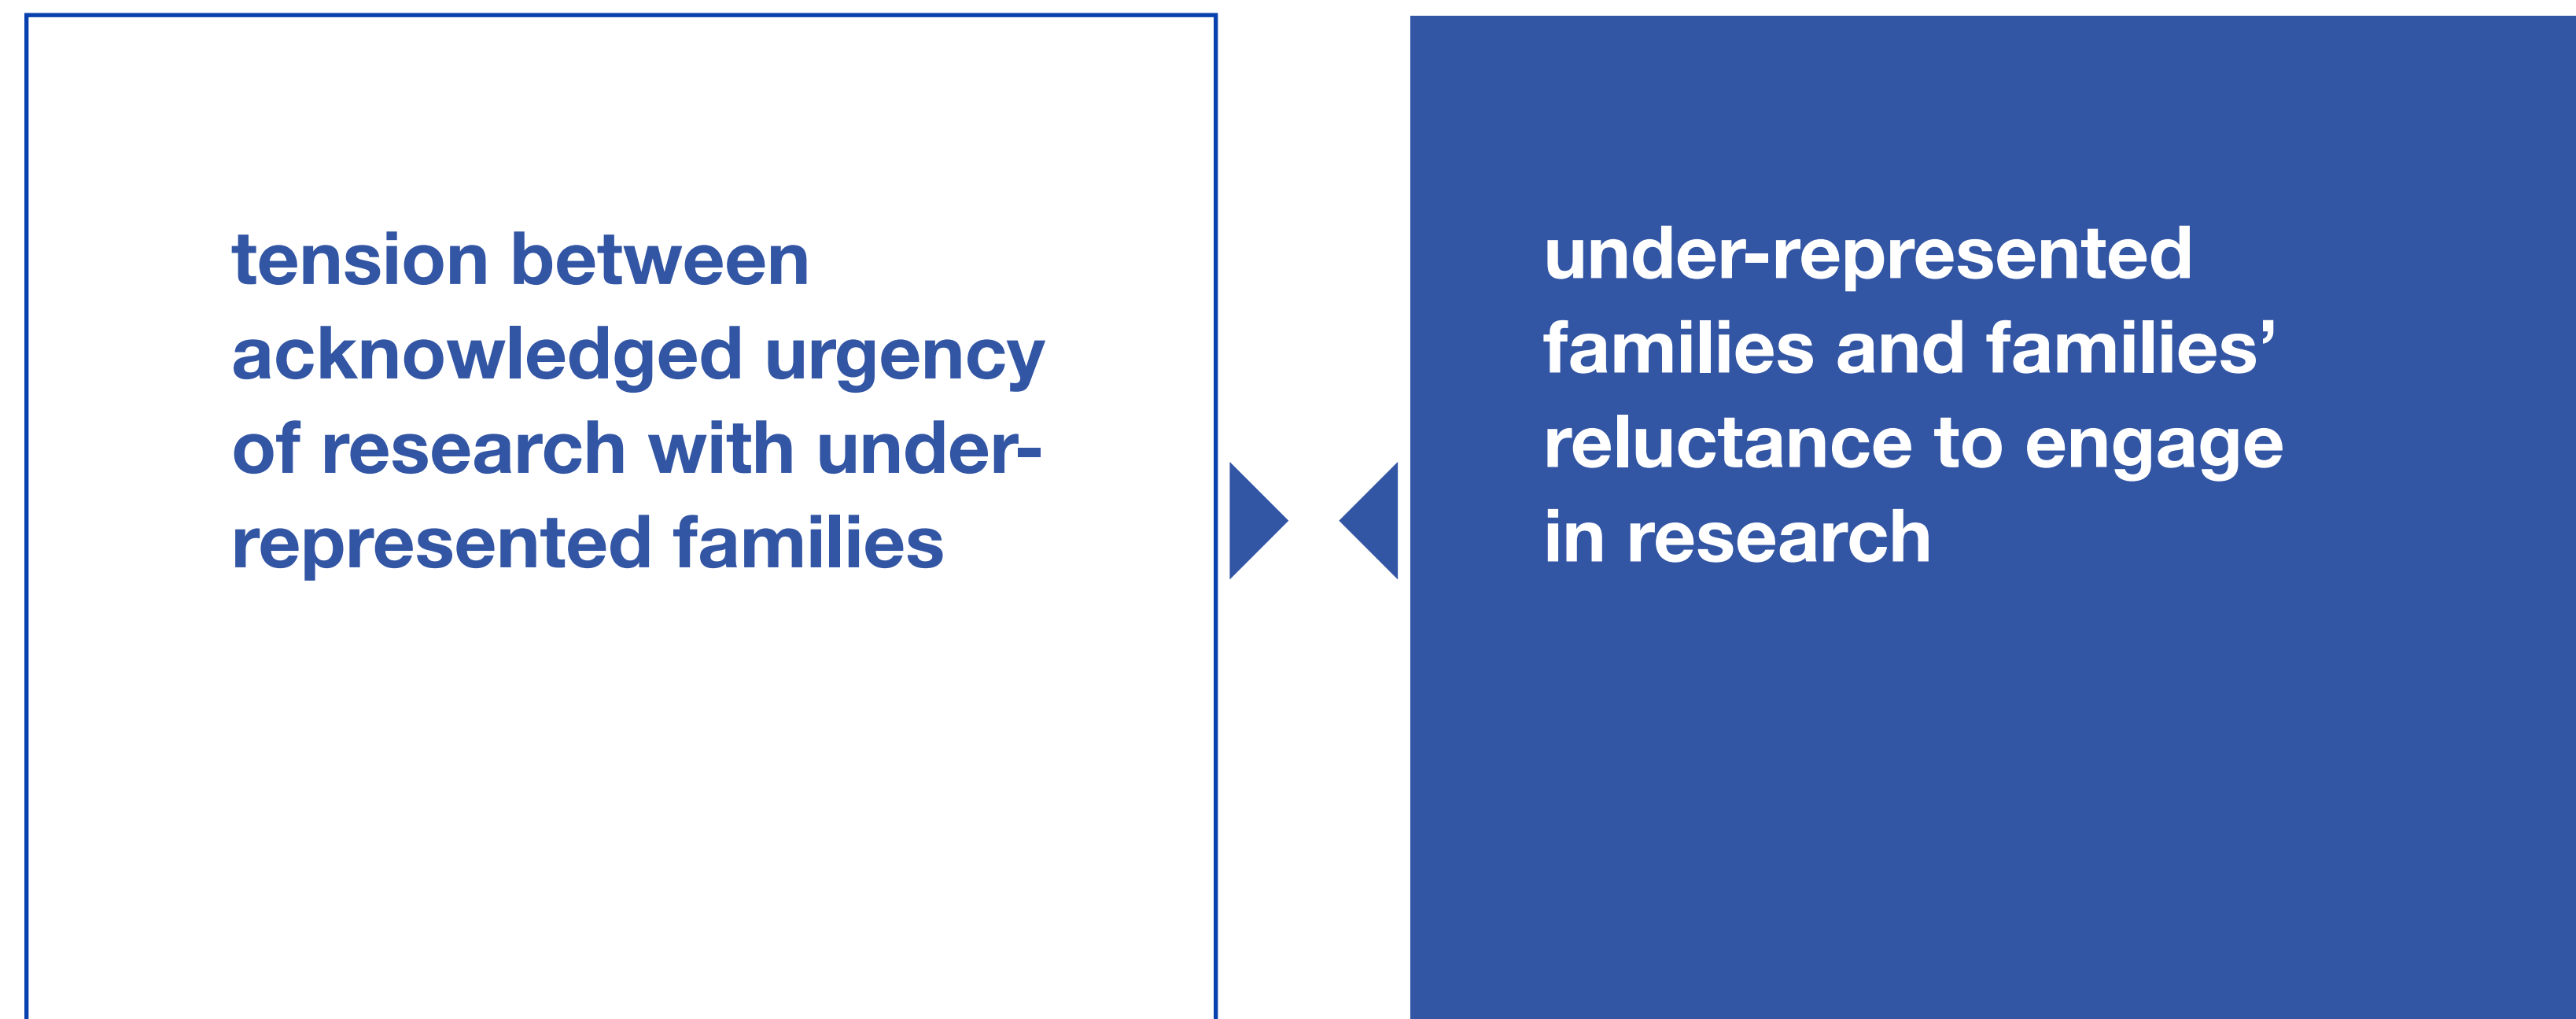 tension between
acknowledged urgency
of research with under-
represented families
under-represented
families and families’
reluctance to engage
in research